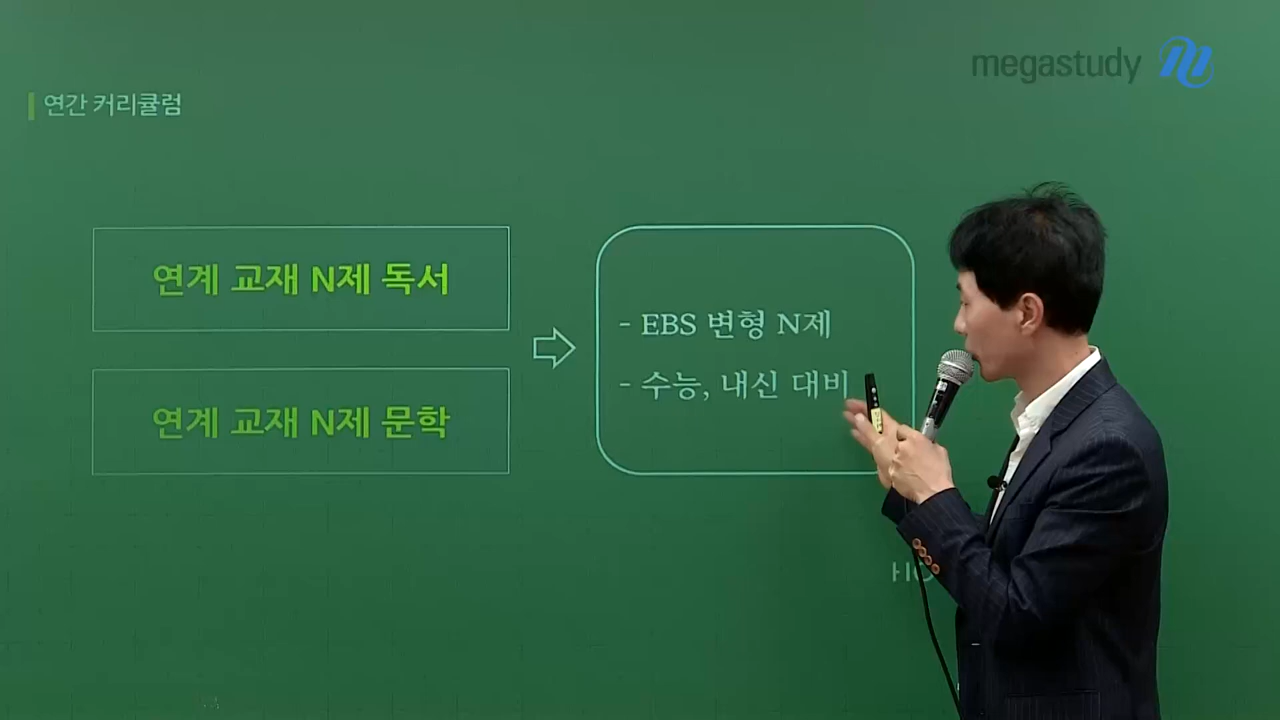 megastudy
연간 커리큘럼
연계 교재 N제 독서
연계 교재 N제 문학
- EBS 변형 N제
- 수능, 내신 대비